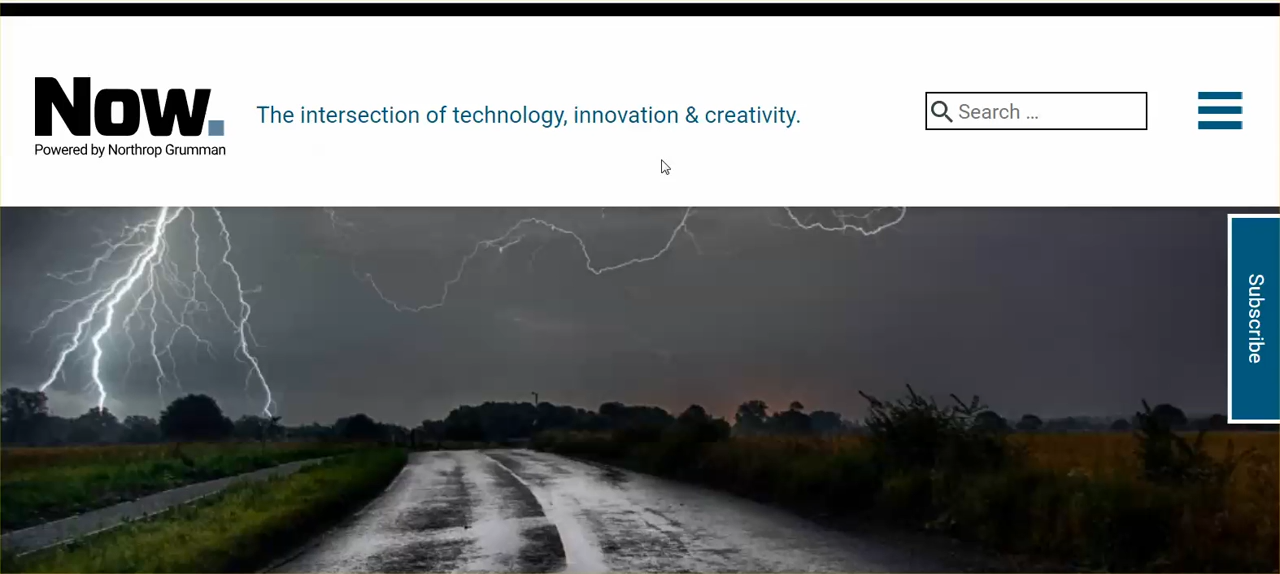 Now.
Powered by Northrop Grumman
The intersection of technology, innovation & creativity.
Search ...
Subscribe